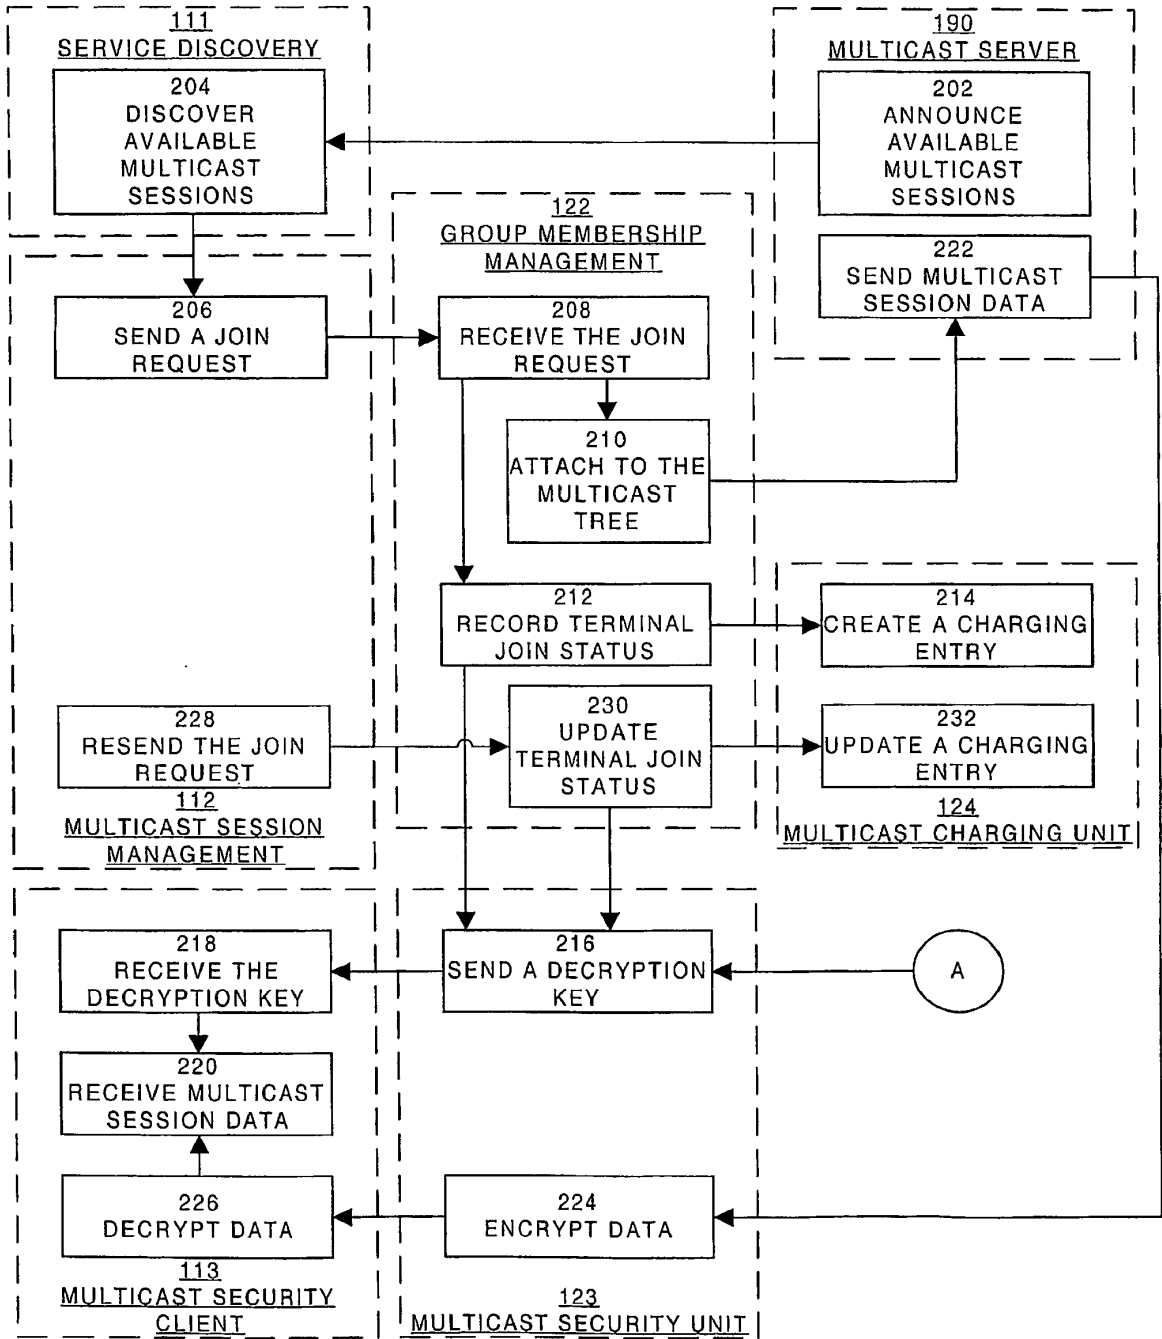 111
SERVICE DISCOVERY
204
DISCOVER
AVAILABLE
MULTICAST
SESSIONS
190
MULTICAST SERVER
202
ANNOUNCE
AVAILABLE
MULTICAST
SESSIONS
222
SEND MULTICAST
SESSION DATA
122
GROUP MEMBERSHIP
MANAGEMENT
206
SEND A JOIN
REQUEST
208
RECEIVE THE JOIN
REQUEST
210
ATTACH TO THE
MULTICAST
TREE
212
RECORD TERMINAL
JOIN STATUS
214
CREATE A CHARGING
ENTRY
228
RESEND THE JOIN
REQUEST
230
UPDATE
TERMINAL JOIN
STATUS
232
UPDATE A CHARGING
ENTRY
112
MULTICAST SESSION
MANAGEMENT
124
MULTICAST CHARGING UNIT
218
RECEIVE THE
DECRYPTION KEY
216
SEND A DECRYPTION
KEY
A
220
RECEIVE MULTICAST
SESSION DATA
226
DECRYPT DATA
224
ENCRYPT DATA
113
MULTICAST SECURITY
CLIENT
123
MULTICAST SECURITY UNIT